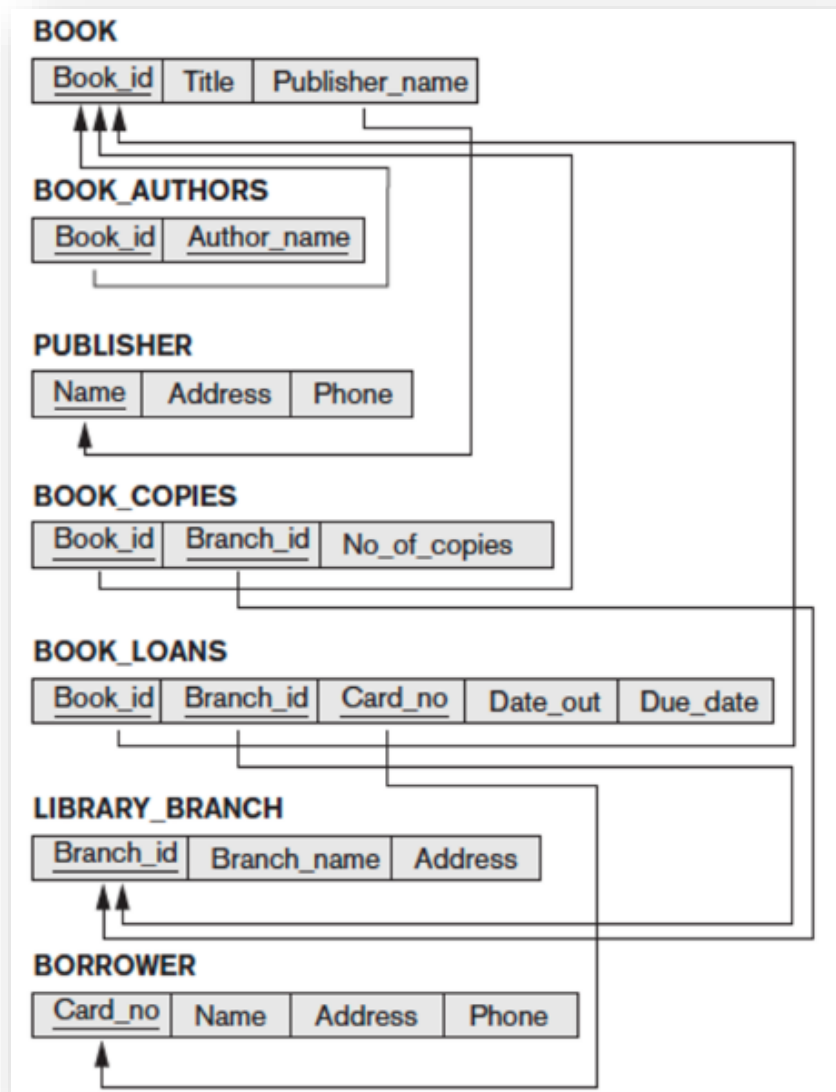 BOOK
Book_id Title Publisher_name
BOOK_AUTHORS
Book_id Author_name
PUBLISHER
Name Address Phone
BOOK_COPIES
Book_id Branch_id No_of_copies
BOOK_LOANS
Book_id Branch_id Card_no Date_out Due_date
LIBRARY_BRANCH
Branch_id Branch_name Address
BORROWER
Card_no Name Address Phone